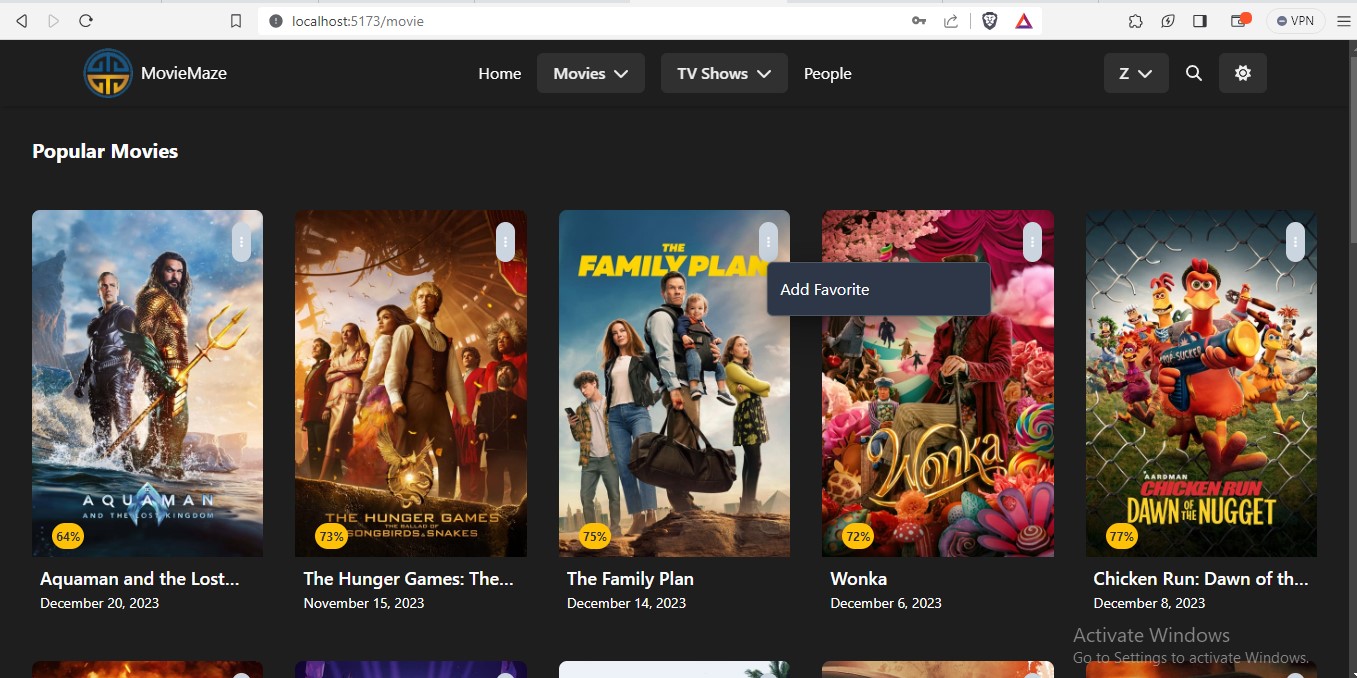 localhost:5173/movie
VPN
MovieMaze
Home
Movies
TV Shows
People
Z
Popular Movies
THE
FAMILY PLAN
Add Favorite
POP-SUCKER
AQUAMAN
AND THE LOST KINGDOM
64%
THE HUNGER GAMES
THE BALLAD OF
SONGBIRDS & SNAKES
73%
75%
Wonka
72%
AARDMAN
CHICKEN RUN
DAWN OF THE NUGGET
77%
Aquaman and the Lost...
December 20, 2023
The Hunger Games: The...
November 15, 2023
The Family Plan
December 14, 2023
Wonka
December 6, 2023
Chicken Run: Dawn of th...
December 8, 2023
Activate Windows
Go to Settings to activate Windows.